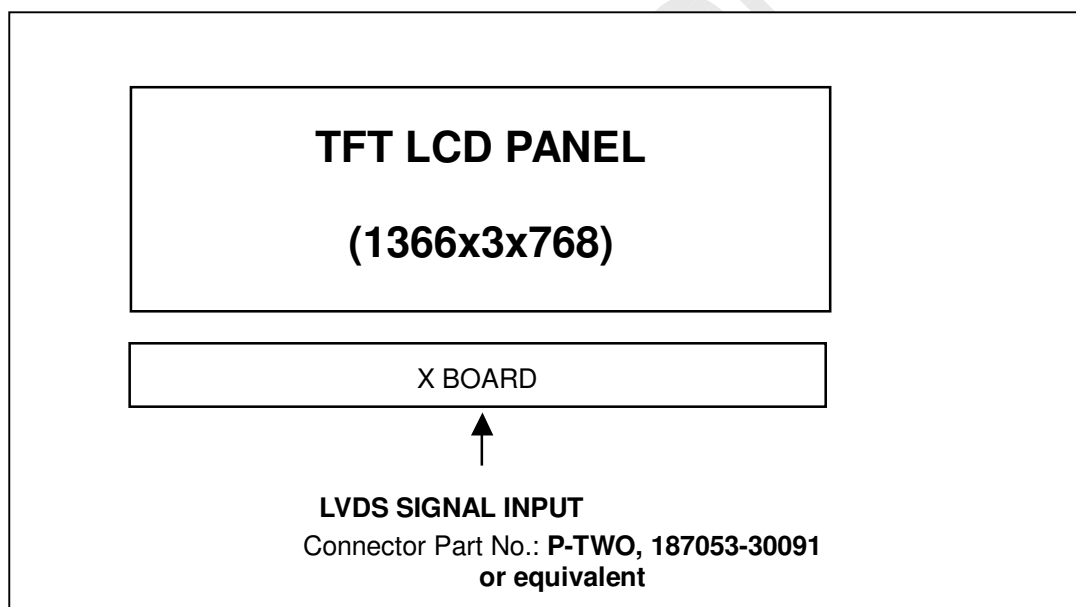 TFT LCD PANEL
(1366x3x768)
X BOARD
LVDS SIGNAL INPUT
Connector Part No.: P-TWO, 187053-30091
or equivalent